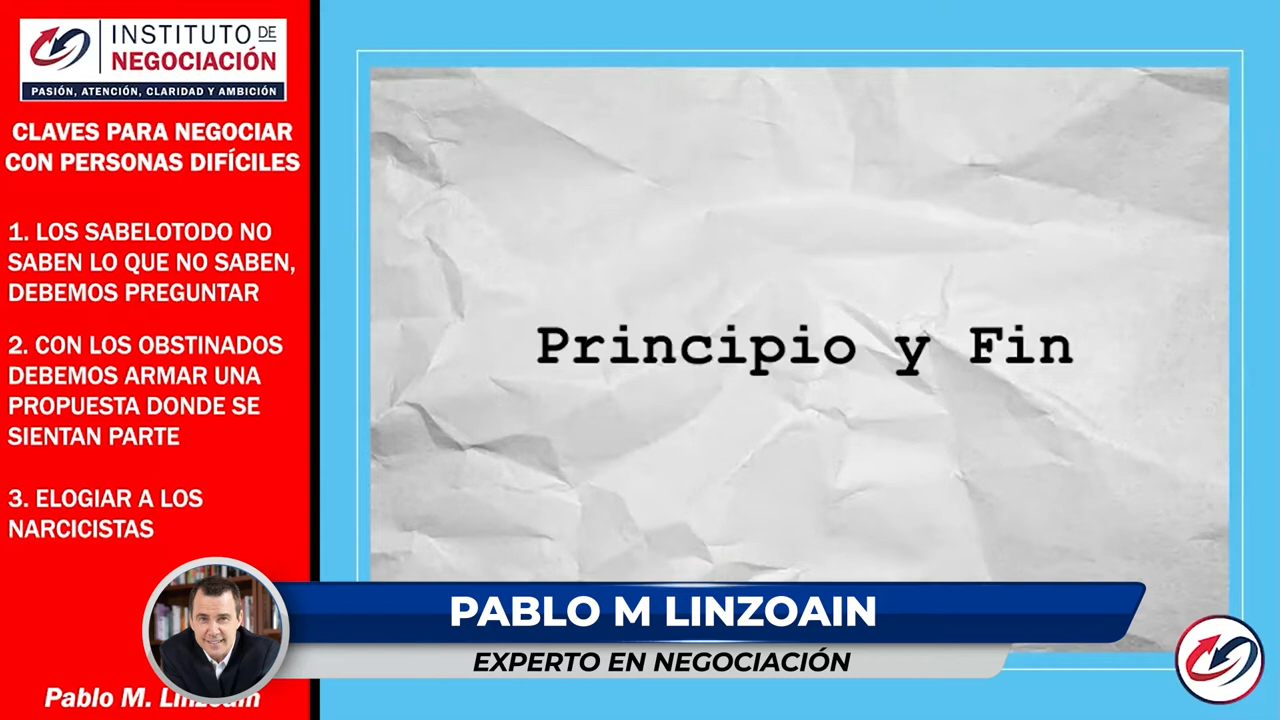 INSTITUTO DE
NEGOCIACIÓN
PASIÓN, ATENCIÓN, CLARIDAD Y AMBICIÓN
CLAVES PARA NEGOCIAR
CON PERSONAS DIFÍCILES
1. LOS SABELOTODO NO
SABEN LO QUE NO SABEN,
DEBEMOS PREGUNTAR
2. CON LOS OBSTINADOS
DEBEMOS ARMAR UNA
PROPUESTA DONDE SE
SIENTAN PARTE
3. ELOGIAR A LOS
NARCICISTAS
Pablo M. Linzoain
Principio y Fin
PABLO M LINZOAIN
EXPERTO EN NEGOCIACIÓN